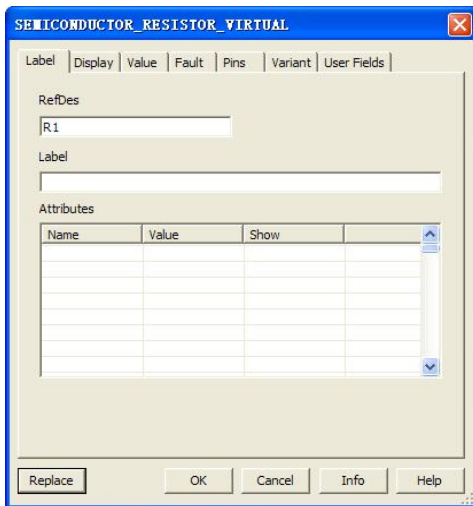 SEMICONDUCTOR_RESISTOR_VIRTUAL
Label Display Value Fault Pins Variant User Fields
RefDes
R1
Label
Attributes
Name Value Show
Replace OK Cancel Info Help